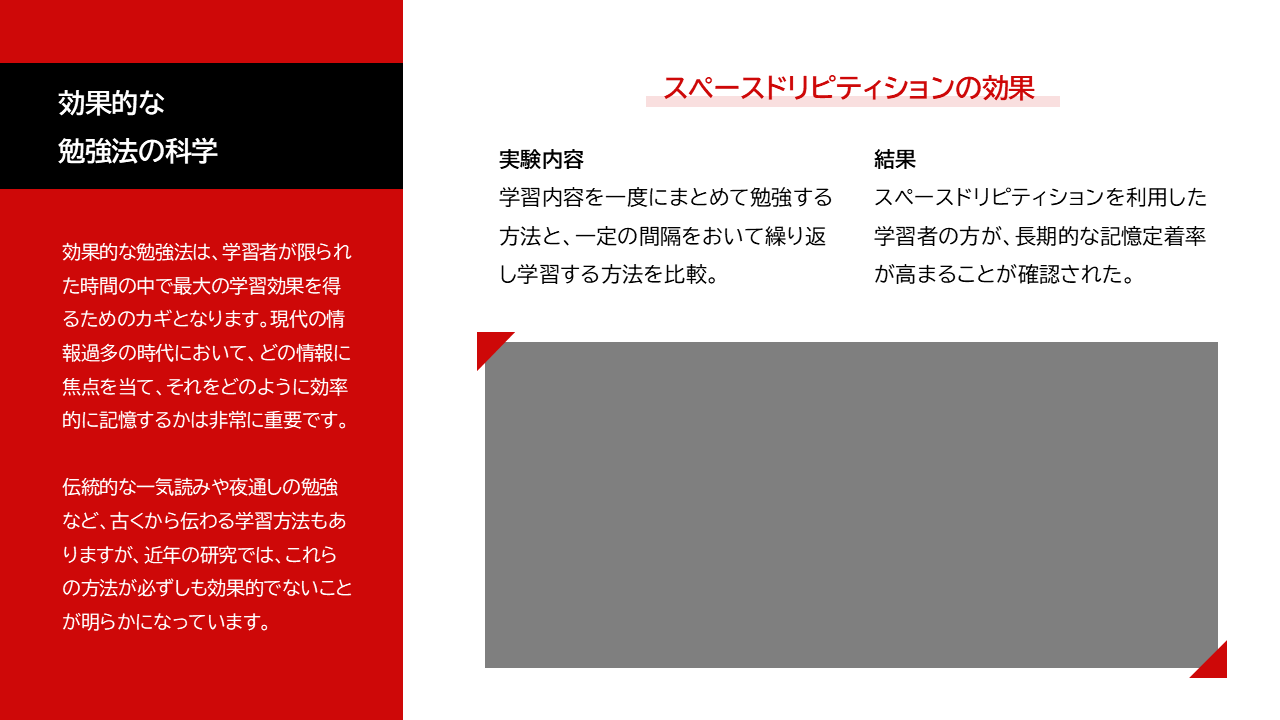 効果的な
勉強法の科学
効果的な勉強法は、学習者が限られ
た時間の中で最大の学習効果を得
るためのカギとなります。現代の情
報過多の時代において、どの情報に
焦点を当て、それをどのように効率
的に記憶するかは非常に重要です。
伝統的な一気読みや夜通しの勉強
など、古くから伝わる学習方法もあ
りますが、近年の研究では、これら
の方法が必ずしも効果的でないこと
が明らかになっています。
スペースドリピティションの効果
実験内容
学習内容を一度にまとめて勉強する
方法と、一定の間隔をおいて繰り返
し学習する方法を比較。
結果
スペースドリピティションを利用した
学習者の方が、長期的な記憶定着率
が高まることが確認された。